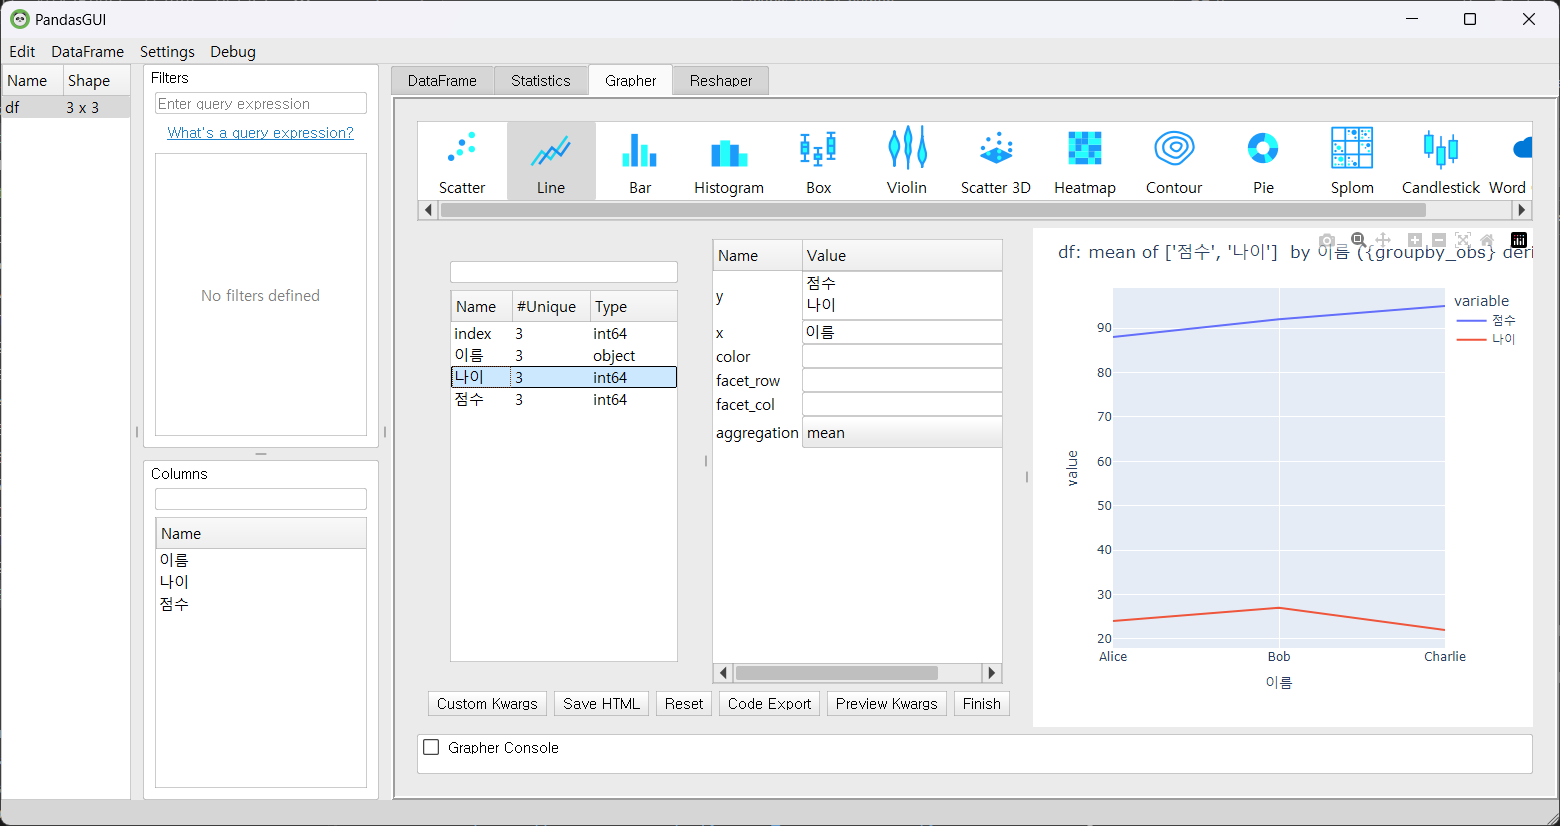 PandasGUI
Edit DataFrame Settings Debug
Name Shape
df 3 x 3
Filters
Enter query expression
What's a query expression?
No filters defined
Columns
Name
이름
나이
점수
DataFrame Statistics Grapher Reshaper
Scatter Line Bar Histogram Box Violin Scatter 3D Heatmap Contour Pie Splom Candlestick Word
Name #Unique Type
index 3 int64
이름 3 object
나이 3 int64
점수 3 int64
Name Value
y 점수
나이
x 이름
color
facet_row
facet_col
aggregation mean
Custom Kwargs Save HTML Reset Code Export Preview Kwargs Finish
df: mean of ['점수', '나이'] by 이름 ({groupby_obs} deri
variable
점수
나이
90
80
70
60
50
40
30
20
value
Alice Bob Charlie
이름
Grapher Console